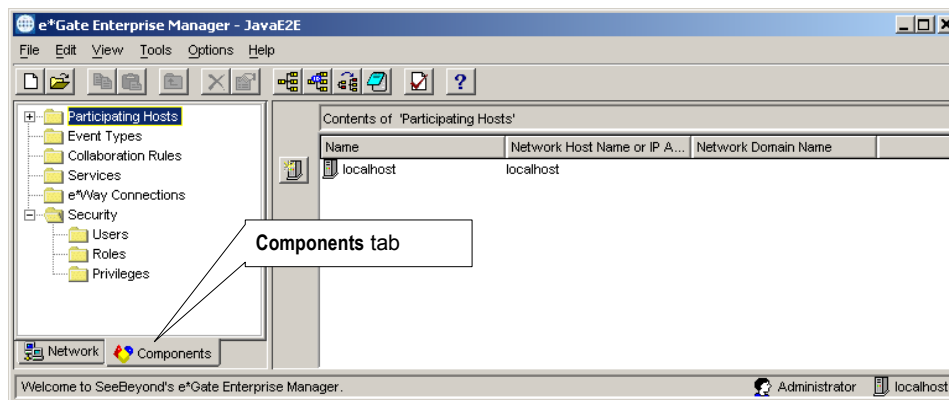 e*Gate Enterprise Manager - JavaE2E
File Edit View Tools Options Help
Participating Hosts
Event Types
Collaboration Rules
Services
e*Way Connections
Security
Users
Roles
Privileges
Network Components
Contents of 'Participating Hosts'
Name Network Host Name or IP A... Network Domain Name
localhost localhost
Components tab
Welcome to SeeBeyond's e*Gate Enterprise Manager. Administrator localhost